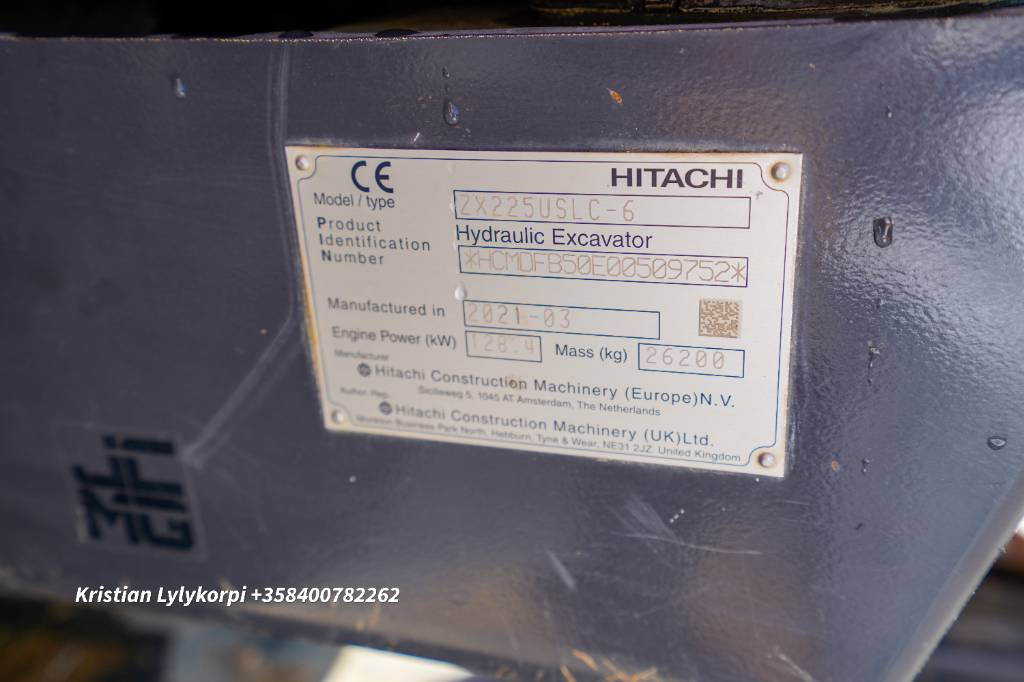 CE HITACHI
Model / type ZX225USLC-6
Product Hydraulic Excavator
Identification
Number *HCMDFB50E00509752*
Manufactured in 2021-03
Engine Power (kW) 128.4 Mass (kg) 26200
Manufacturer
Hitachi Construction Machinery (Europe)N.V.
Sicilieweg 5, 1045 AT Amsterdam, The Netherlands
Author. Rep.
Hitachi Construction Machinery (UK)Ltd.
Monkton Business Park North, Hebburn, Tyne & Wear, NE31 2JZ. United Kingdom
Kristian Lylykorpi +358400782262